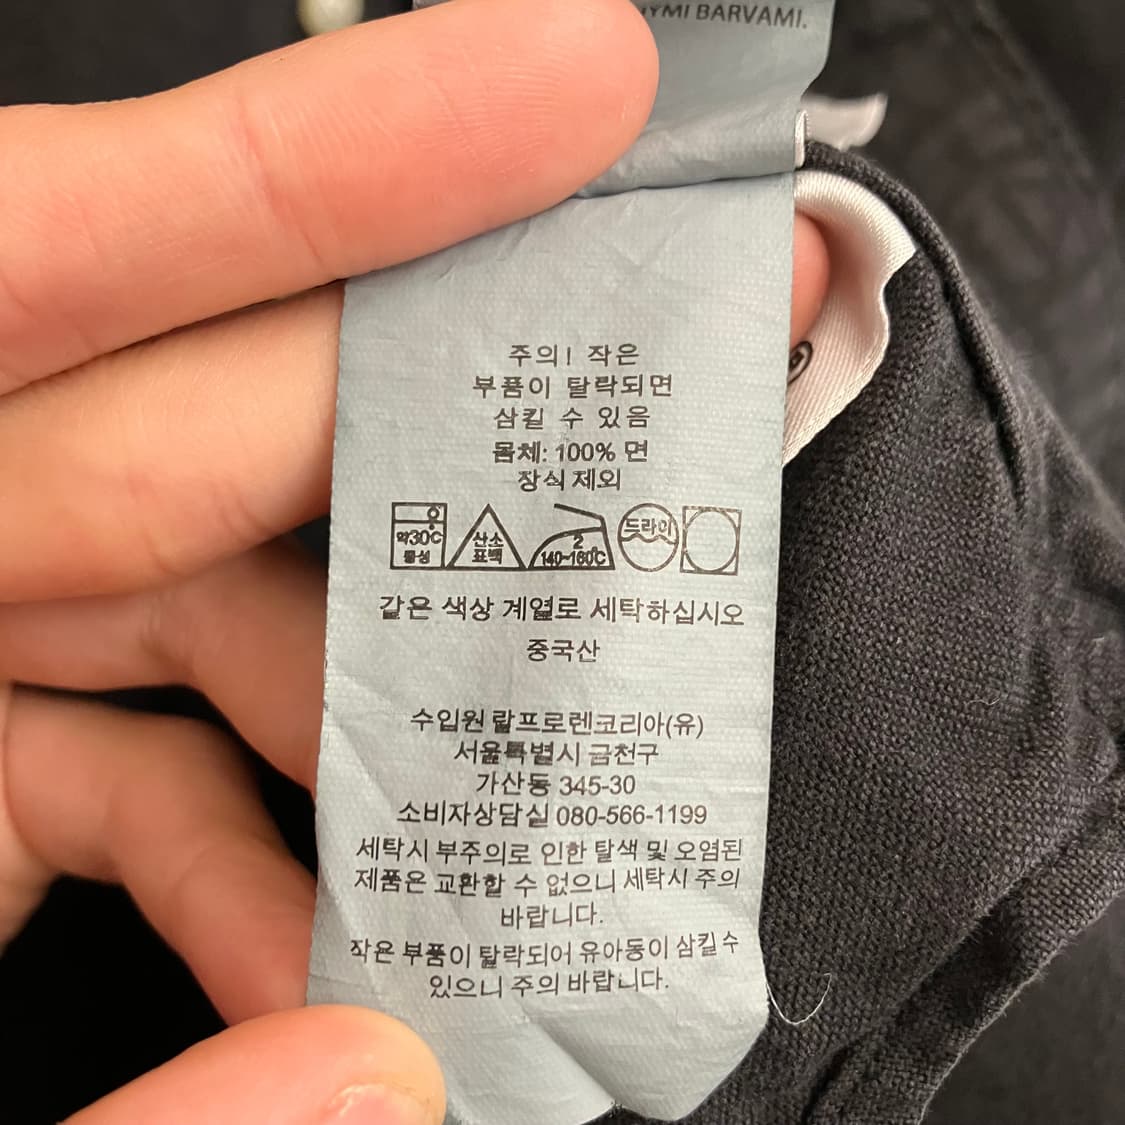 BARVAMI.
주의! 작은
부품이 탈락되면
삼킬 수 있음
몸체: 100% 면
장식 제외
약30℃ 산소 2 드라이
물성 표백 140~160℃
같은 색상 계열로 세탁하십시오
중국산
수입원 랄프로렌코리아(유)
서울특별시 금천구
가산동 345-30
소비자상담실 080-566-1199
세탁시 부주의로 인한 탈색 및 오염된
제품은 교환할 수 없으니 세탁시 주의
바랍니다.
작은 부품이 탈락되어 유아동이 삼킬 수
있으니 주의 바랍니다.